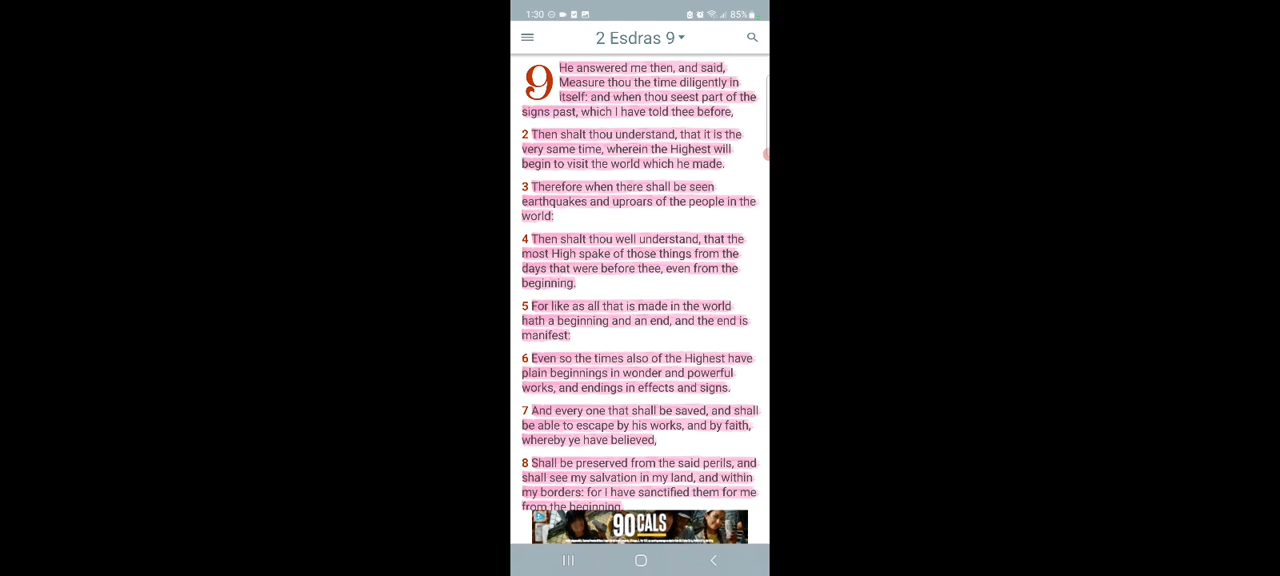 1:30
85%
2 Esdras 9
9 He answered me then, and said,
Measure thou the time diligently in
itself: and when thou seest part of the
signs past, which I have told thee before,
2 Then shalt thou understand, that it is the
very same time, wherein the Highest will
begin to visit the world which he made.
3 Therefore when there shall be seen
earthquakes and uproars of the people in the
world:
4 Then shalt thou well understand, that the
most High spake of those things from the
days that were before thee, even from the
beginning.
5 For like as all that is made in the world
hath a beginning and an end, and the end is
manifest:
6 Even so the times also of the Highest have
plain beginnings in wonder and powerful
works, and endings in effects and signs.
7 And every one that shall be saved, and shall
be able to escape by his works, and by faith,
whereby ye have believed,
8 Shall be preserved from the said perils, and
shall see my salvation in my land, and within
my borders: for I have sanctified them for me
from the beginning.
90 CALS